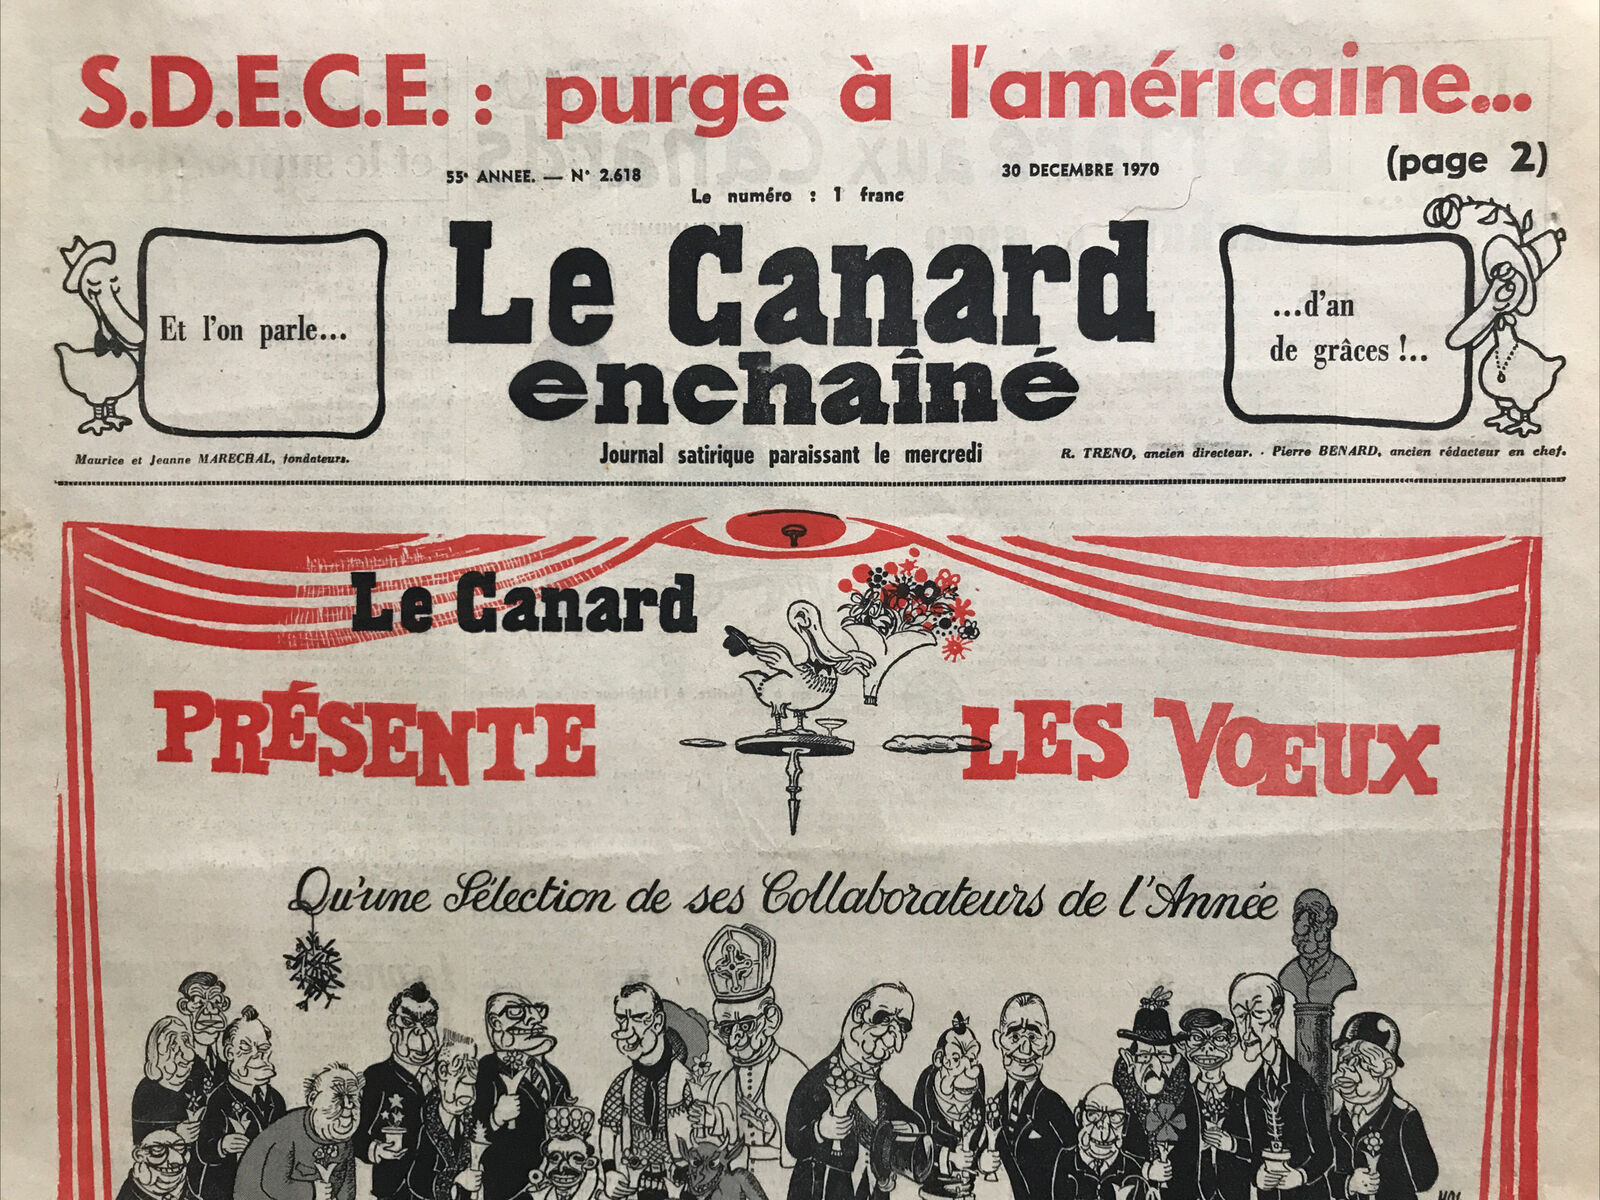 S.D.E.C.E. : purge à l'américaine...
(page 2)
55e ANNEE. — N° 2.618
30 DECEMBRE 1970
Le numéro : 1 franc
Et l'on parle...
Le Canard
enchaîné
...d'an
de grâces !..
Maurice et Jeanne MARECHAL, fondateurs.
Journal satirique paraissant le mercredi
R. TRENO, ancien directeur. - Pierre BENARD, ancien rédacteur en chef.
Le Canard
PRÉSENTE
LES VŒUX
Qu'une Sélection de ses Collaborateurs de l'Année